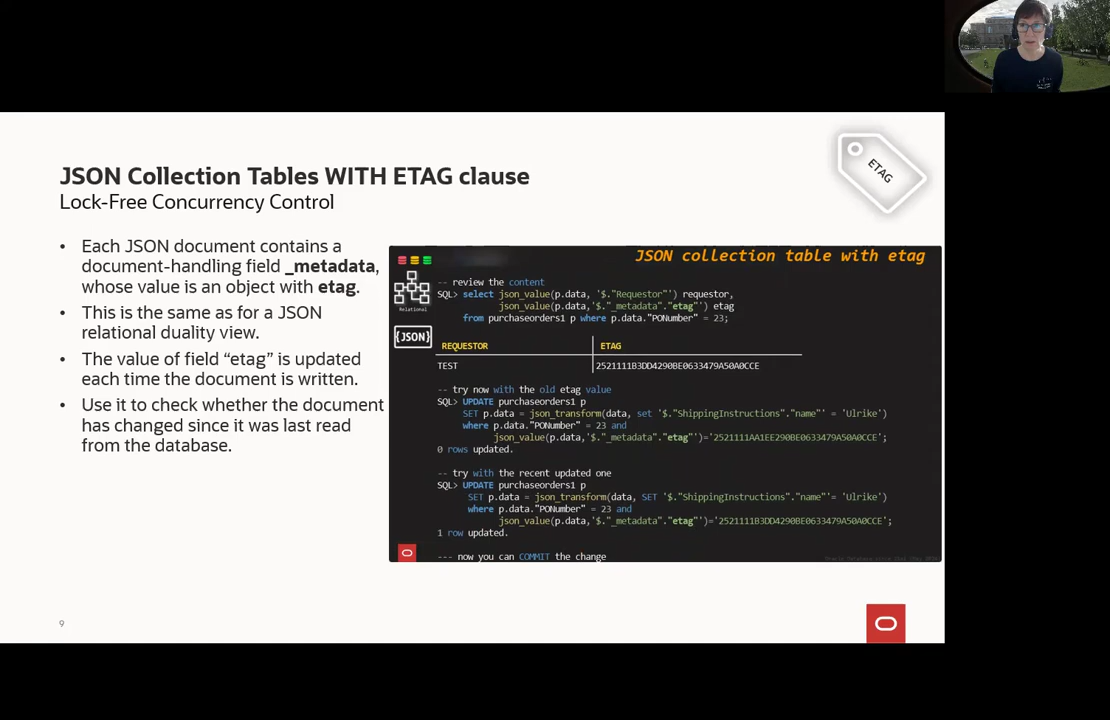 JSON Collection Tables WITH ETAG clause
Lock-Free Concurrency Control
ETAG
• Each JSON document contains a
document-handling field _metadata,
whose value is an object with etag.
• This is the same as for a JSON
relational duality view.
• The value of field “etag” is updated
each time the document is written.
• Use it to check whether the document
has changed since it was last read
from the database.
JSON collection table with etag
Relational
{JSON}
-- review the content
SQL> select json_value(p.data, '$."Requestor"') requestor,
json_value(p.data,'$."_metadata"."etag"') etag
from purchaseorders1 p where p.data."PONumber" = 23;
REQUESTOR ETAG
TEST 2521111B3DD4290BE0633479A50A0CCE
-- try now with the old etag value
SQL> UPDATE purchaseorders1 p
SET p.data = json_transform(data, set '$."ShippingInstructions"."name"' = 'Ulrike')
where p.data."PONumber" = 23 and
json_value(p.data,'$."_metadata"."etag"')='2521111AA1EE290BE0633479A50A0CCE';
0 rows updated.
-- try with the recent updated one
SQL> UPDATE purchaseorders1 p
SET p.data = json_transform(data, SET '$."ShippingInstructions"."name"'= 'Ulrike')
where p.data."PONumber" = 23 and
json_value(p.data,'$."_metadata"."etag"')='2521111B3DD4290BE0633479A50A0CCE';
1 row updated.
--- now you can COMMIT the change
9